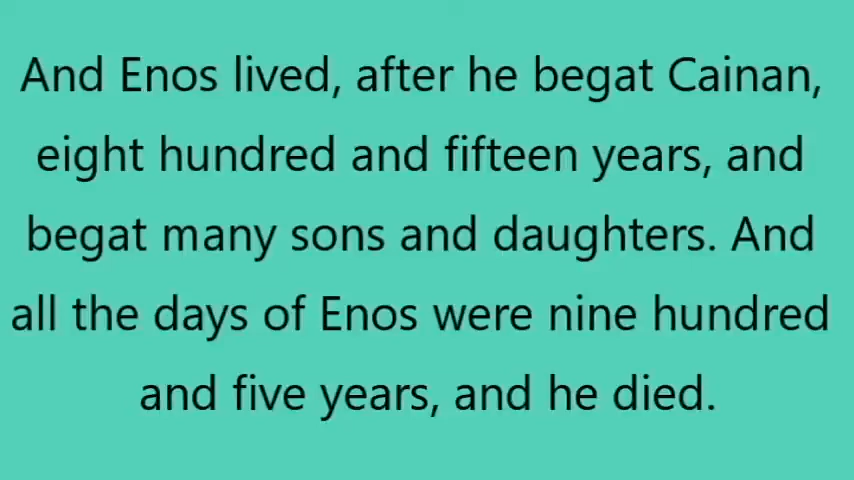 And Enos lived, after he begat Cainan,
eight hundred and fifteen years, and
begat many sons and daughters. And
all the days of Enos were nine hundred
and five years, and he died.